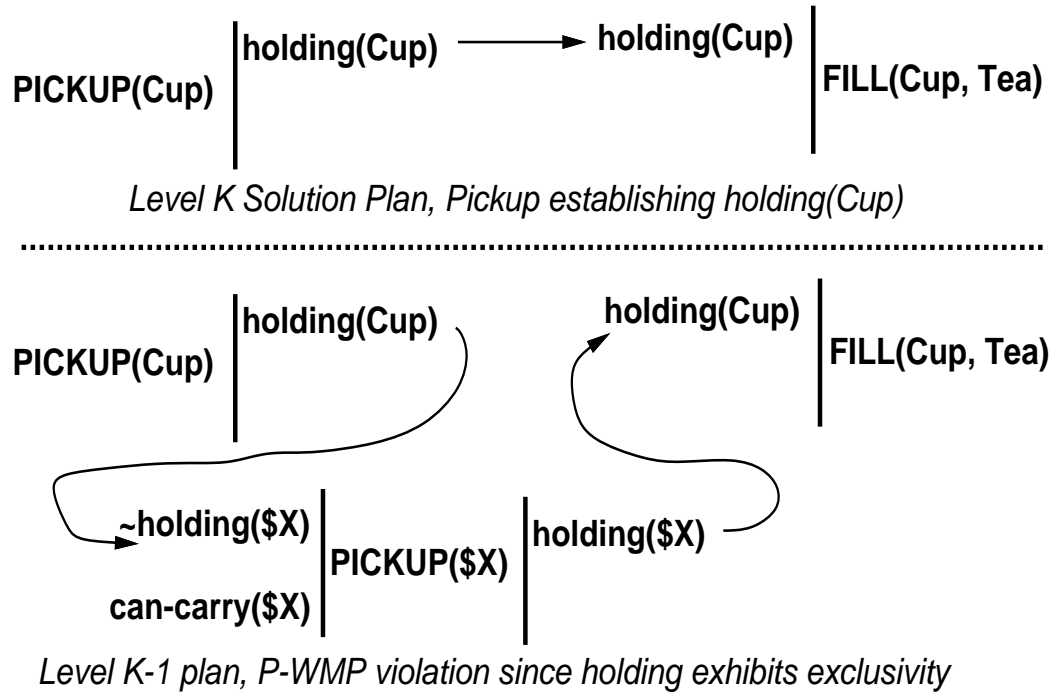 holding(Cup) holding(Cup)
PICKUP(Cup) FILL(Cup, Tea)
Level K Solution Plan, Pickup establishing holding(Cup)
holding(Cup) holding(Cup)
PICKUP(Cup) FILL(Cup, Tea)
~holding($X) holding($X)
PICKUP($X)
can-carry($X)
Level K-1 plan, P-WMP violation since holding exhibits exclusivity